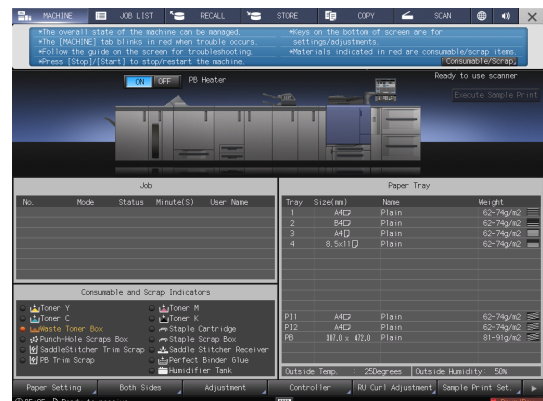 MACHINE JOB LIST RECALL STORE COPY SCAN
*The overall state of the machine can be managed.
*The [MACHINE] tab blinks in red when trouble occurs.
*Follow the guide on the screen for troubleshooting.
*Press [Stop]/[Start] to stop/restart the machine.
*Keys on the bottom of screen are for
settings/adjustments.
*Materials indicated in red are consumable/scrap items.
Consumable/Scrap
ON OFF PB Heater
Ready to use scanner
Execute Sample Print
Job
No. Mode Status Minute(S) User Name
Paper Tray
Tray Size(mm) Name Weight
1 A4 Plain 62-74g/m2
2 B4 Plain 62-74g/m2
3 A4 Plain 62-74g/m2
4 8.5x11 Plain 62-74g/m2
PI1 A4 Plain 62-74g/m2
PI2 A4 Plain 62-74g/m2
PB 307.0 x 472.0 Plain 81-91g/m2
Consumable and Scrap Indicators
Toner Y Toner M
Toner C Toner K
Waste Toner Box Staple Cartridge
Punch-Hole Scraps Box Staple Scrap Box
SaddleStitcher Trim Scrap Saddle Stitcher Receiver
PB Trim Scrap Perfect Binder Glue
Humidifier Tank
Outside Temp. : 25Degrees Outside Humidity: 50%
Paper Setting Both Sides Adjustment Controller RU Curl Adjustment Sample Print Set.